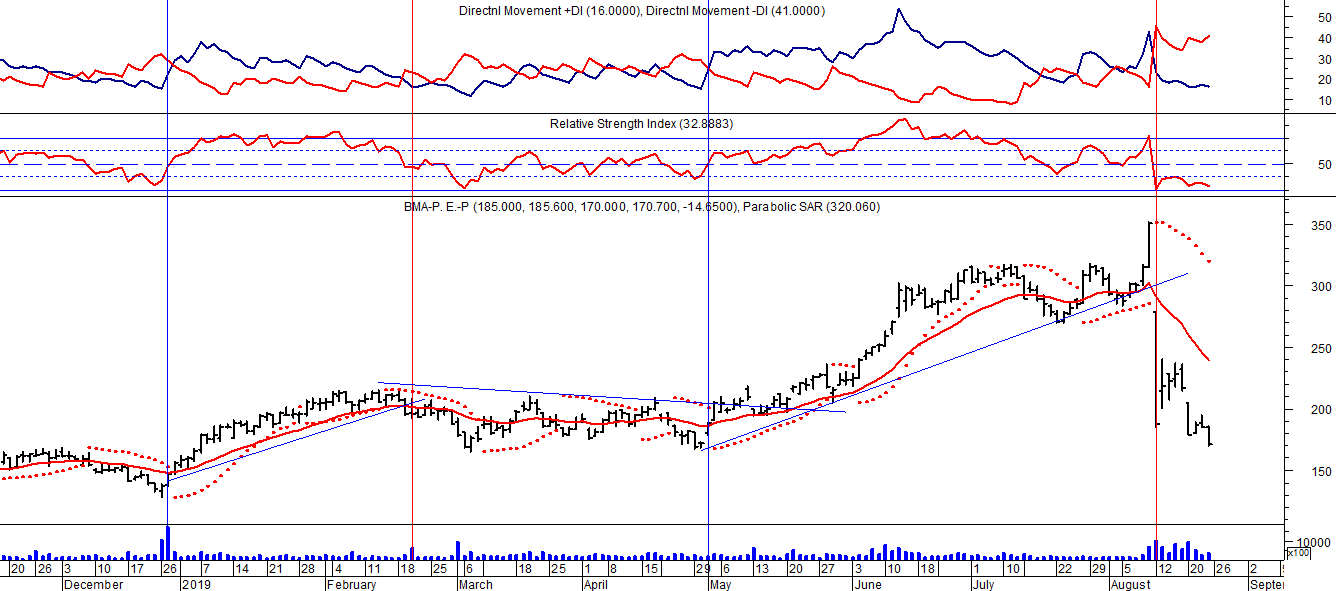 Directnl Movement +DI (16.0000), Directnl Movement -DI (41.0000)
50
40
30
20
10
Relative Strength Index (32.8883)
50
BMA-P. E.-P (185.000, 185.600, 170.000, 170.700, -14.6500), Parabolic SAR (320.060)
350
300
250
200
150
10000
x100
20 26 3 10 17 26 7 14 21 28 4 11 18 25 6 18 25 1 8 15 29 6 13 20 27 3 10 18 1 10 22 29 5 12 20 26 2
December 2019 February March April May June July August Septer